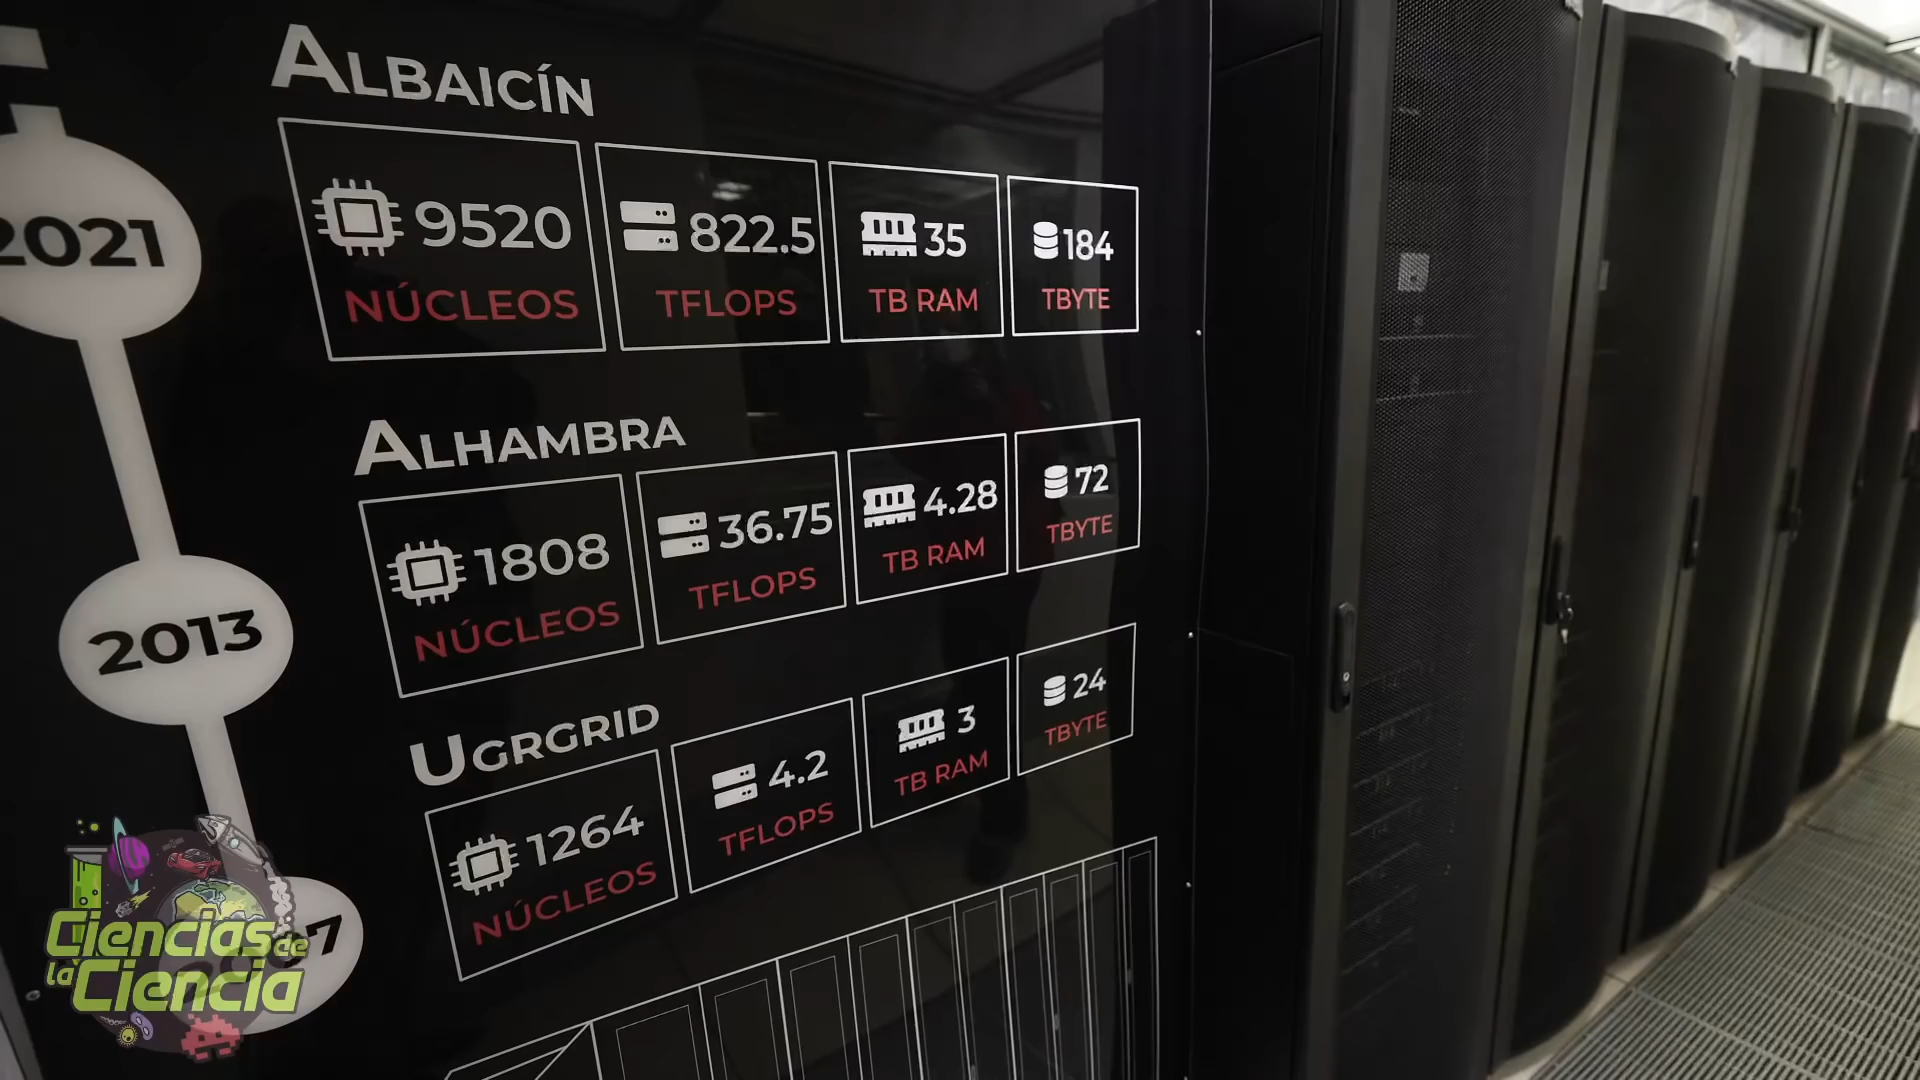 ALBAICÍN
2021
9520
NÚCLEOS
822.5
TFLOPS
35
TB RAM
184
TBYTE
ALHAMBRA
2013
1808
NÚCLEOS
36.75
TFLOPS
4.28
TB RAM
72
TBYTE
UGRGRID
1264
NÚCLEOS
4.2
TFLOPS
3
TB RAM
24
TBYTE
Ciencias de
la Ciencia